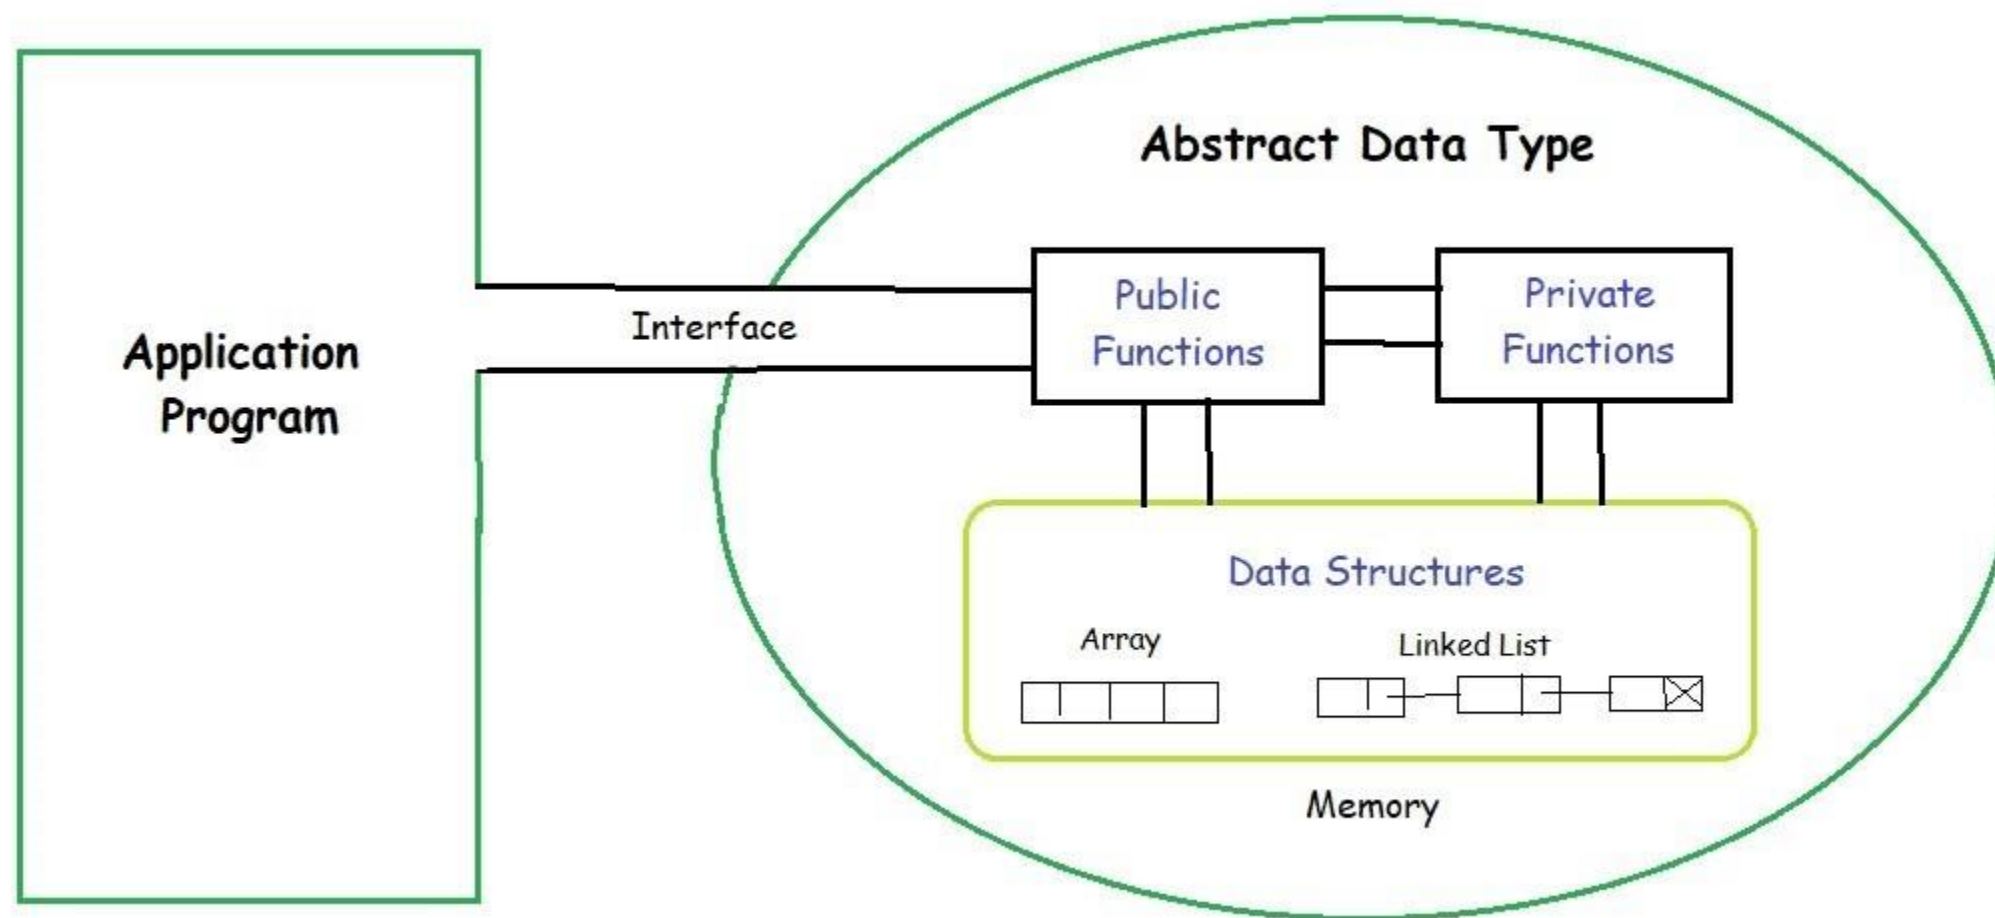 Abstract Data Type
Application
Program
Interface
Public
Functions
Private
Functions
Data Structures
Array
Linked List
Memory